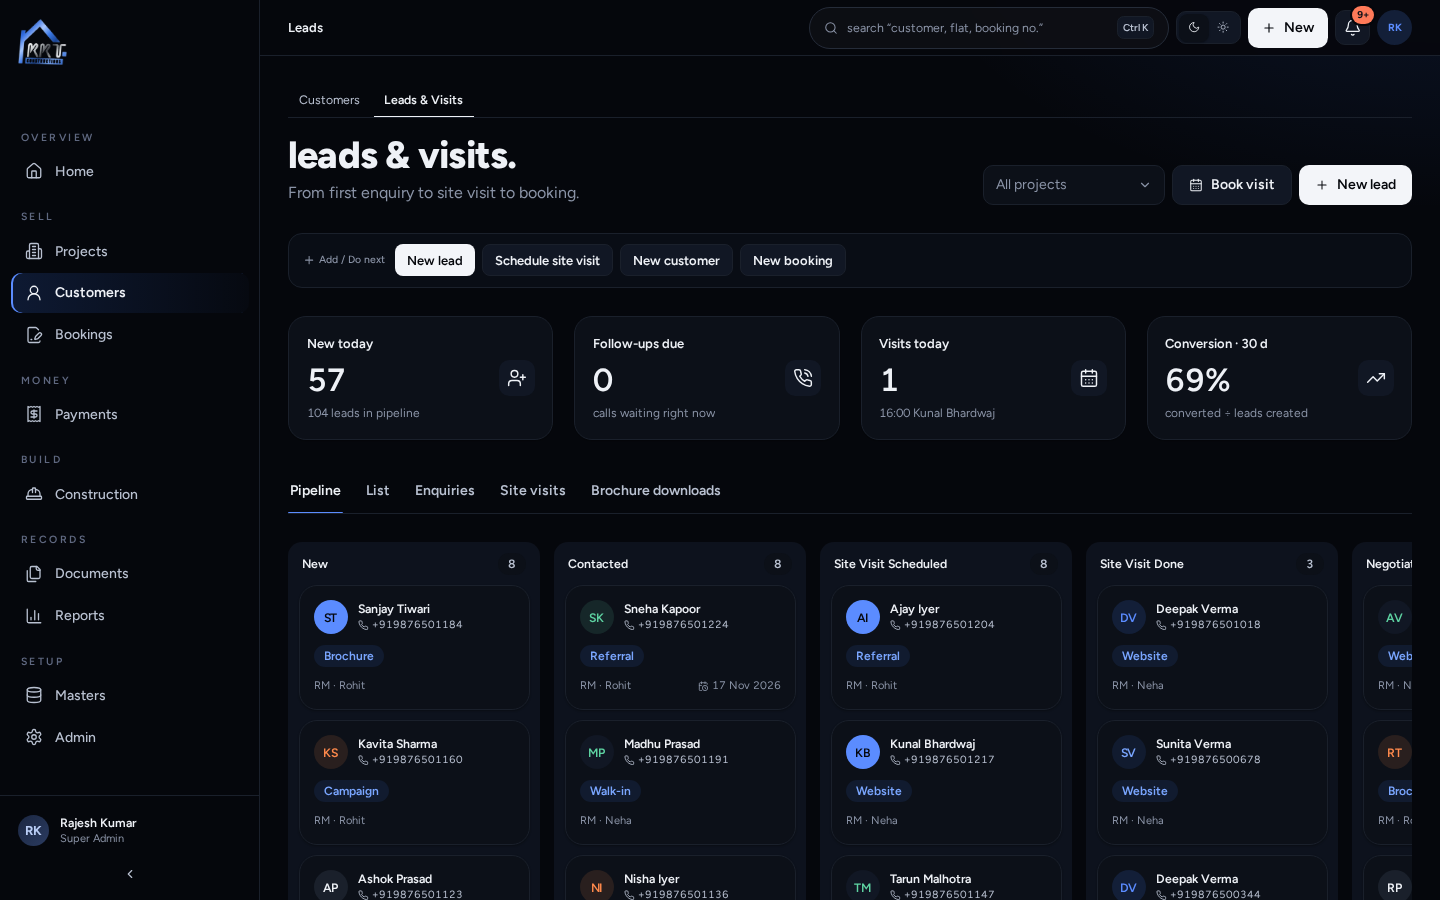 Leads
search “customer, flat, booking no.”
Ctrl K
New
9+
RK
OVERVIEW
Home
SELL
Projects
Customers
Bookings
MONEY
Payments
BUILD
Construction
RECORDS
Documents
Reports
SETUP
Masters
Admin
RK
Rajesh Kumar
Super Admin
Customers
Leads & Visits
leads & visits.
From first enquiry to site visit to booking.
All projects
Book visit
New lead
Add / Do next
New lead
Schedule site visit
New customer
New booking
New today
57
104 leads in pipeline
Follow-ups due
0
calls waiting right now
Visits today
1
16:00 Kunal Bhardwaj
Conversion · 30 d
69%
converted ÷ leads created
Pipeline
List
Enquiries
Site visits
Brochure downloads
New
8
ST
Sanjay Tiwari
+919876501184
Brochure
RM · Rohit
KS
Kavita Sharma
+919876501160
Campaign
RM · Rohit
AP
Ashok Prasad
+919876501123
Contacted
8
SK
Sneha Kapoor
+919876501224
Referral
RM · Rohit
17 Nov 2026
MP
Madhu Prasad
+919876501191
Walk-in
RM · Neha
NI
Nisha Iyer
+919876501136
Site Visit Scheduled
8
AI
Ajay Iyer
+919876501204
Referral
RM · Rohit
KB
Kunal Bhardwaj
+919876501217
Website
RM · Neha
TM
Tarun Malhotra
+919876501147
Site Visit Done
3
DV
Deepak Verma
+919876501018
Website
RM · Neha
SV
Sunita Verma
+919876500678
Website
RM · Neha
DV
Deepak Verma
+919876500344
Negotiat
AV
Web
RM · N
RT
Broc
RM · R
RP